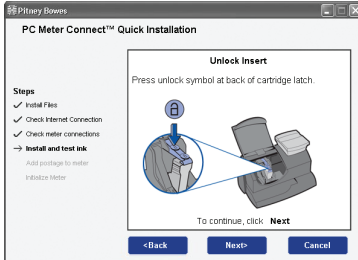 Pitney Bowes
PC Meter Connect™ Quick Installation
Unlock Insert
Press unlock symbol at back of cartridge latch.
Steps
Install Files
Check Internet Connection
Check meter connections
Install and test ink
Add postage to meter
Initialize Meter
To continue, click Next
<Back
Next>
Cancel